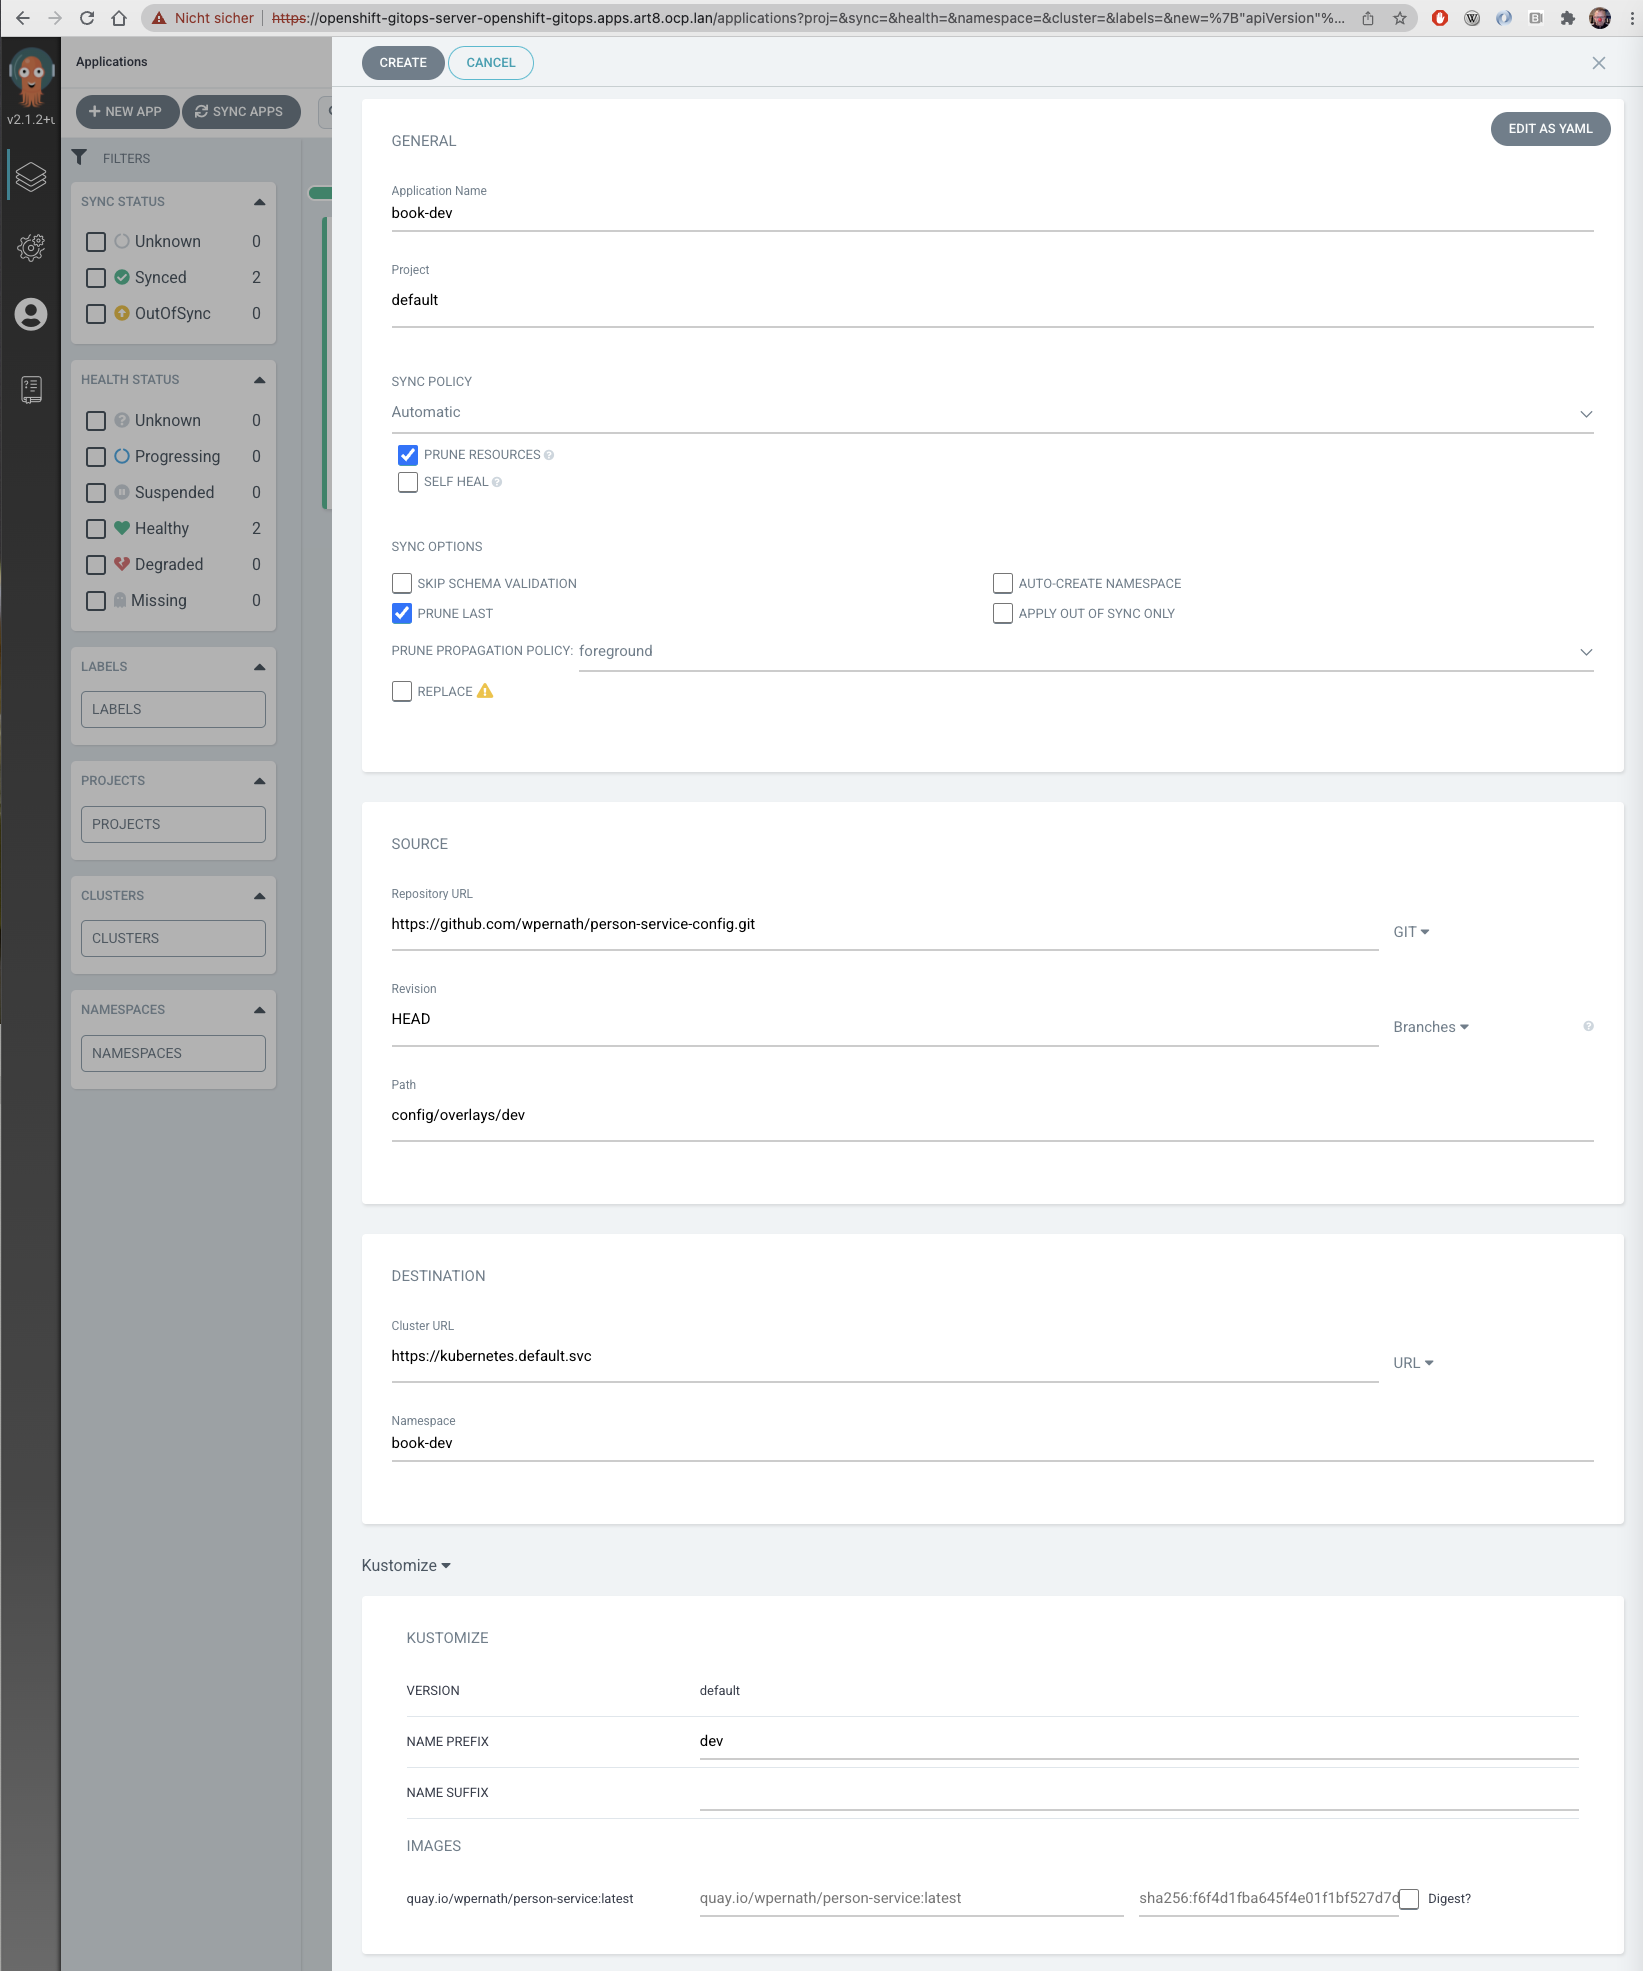 Nicht sicher
https://openshift-gitops-server-openshift-gitops.apps.art8.ocp.lan/applications?proj=&sync=&health=&namespace=&cluster=&labels=&new=%7B"apiVersion"%...
v2.1.2+u
Applications
NEW APP
SYNC APPS
FILTERS
SYNC STATUS
Unknown 0
Synced 2
OutOfSync 0
HEALTH STATUS
Unknown 0
Progressing 0
Suspended 0
Healthy 2
Degraded 0
Missing 0
LABELS
LABELS
PROJECTS
PROJECTS
CLUSTERS
CLUSTERS
NAMESPACES
NAMESPACES
CREATE
CANCEL
EDIT AS YAML
GENERAL
Application Name
book-dev
Project
default
SYNC POLICY
Automatic
PRUNE RESOURCES
SELF HEAL
SYNC OPTIONS
SKIP SCHEMA VALIDATION
AUTO-CREATE NAMESPACE
PRUNE LAST
APPLY OUT OF SYNC ONLY
PRUNE PROPAGATION POLICY: foreground
REPLACE
SOURCE
Repository URL
https://github.com/wpernath/person-service-config.git
GIT
Revision
HEAD
Branches
Path
config/overlays/dev
DESTINATION
Cluster URL
https://kubernetes.default.svc
URL
Namespace
book-dev
Kustomize
KUSTOMIZE
VERSION default
NAME PREFIX dev
NAME SUFFIX
IMAGES
quay.io/wpernath/person-service:latest quay.io/wpernath/person-service:latest sha256:f6f4d1fba645f4e01f1bf527d7d Digest?